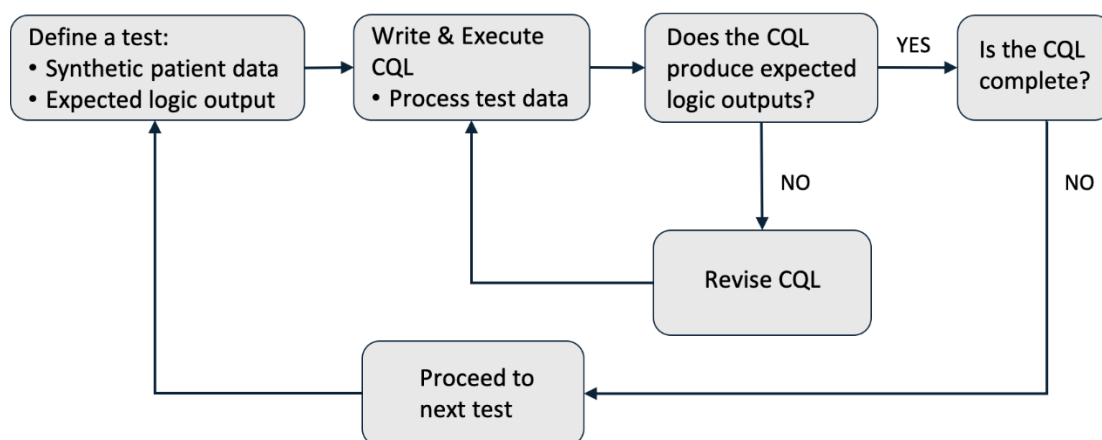 Define a test:
• Synthetic patient data
• Expected logic output
Write & Execute
CQL
• Process test data
Does the CQL
produce expected
logic outputs?
YES
Is the CQL
complete?
NO
NO
Revise CQL
Proceed to
next test